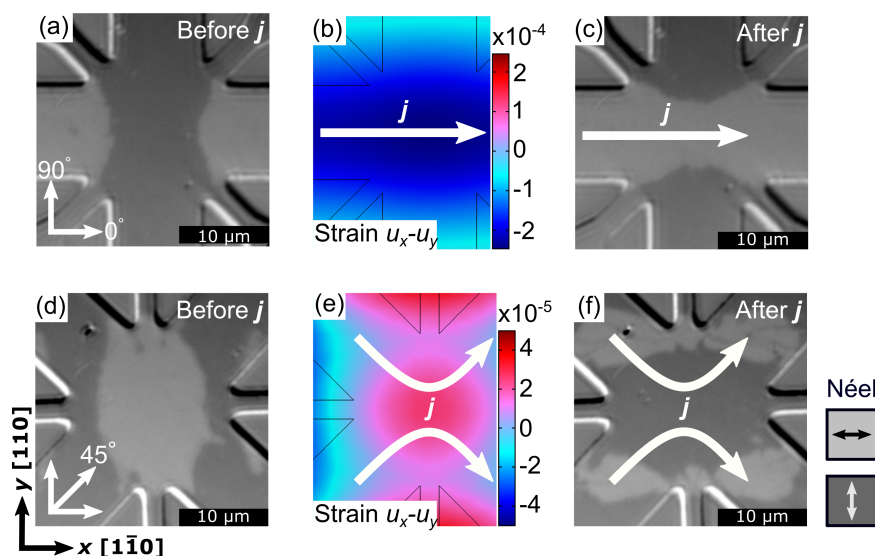 (a) Before j
90°
0°
10 μm
(b)
j
Strain uₓ-u_y
x10⁻⁴
2
1
0
-1
-2
(c) After j
j
10 μm
(d) Before j
45°
10 μm
y [110]
x [11̅0]
(e)
j
Strain uₓ-u_y
x10⁻⁵
4
2
0
-2
-4
(f) After j
j
10 μm
Néel